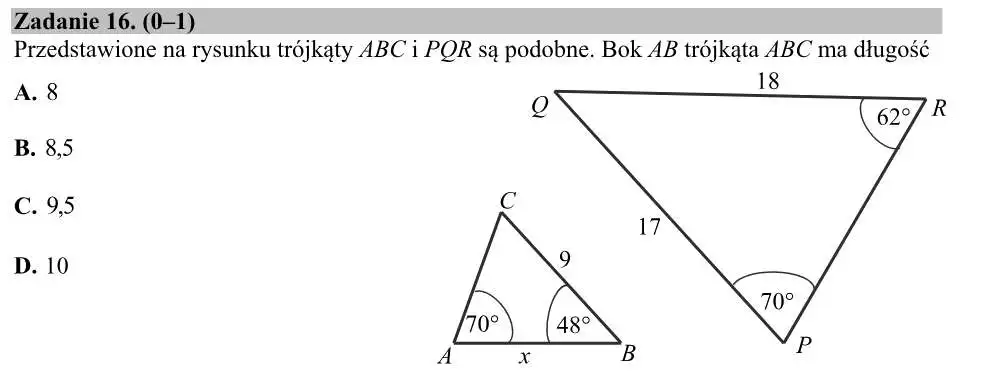 Zadanie 16. (0–1)
Przedstawione na rysunku trójkąty ABC i PQR są podobne. Bok AB trójkąta ABC ma długość
A. 8
B. 8,5
C. 9,5
D. 10
18
Q
R
62°
17
70°
P
C
9
70°
48°
A
x
B